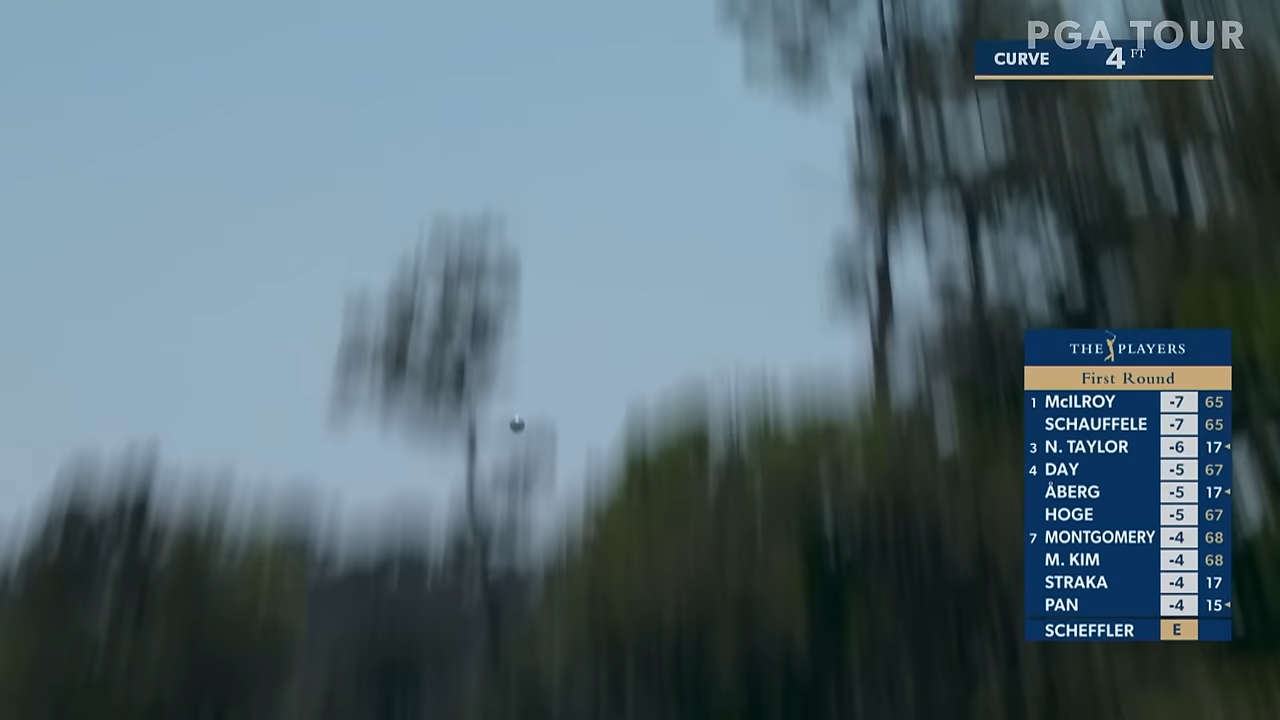 PGA TOUR
CURVE 4 FT
THE PLAYERS
First Round
1 McILROY -7 65
SCHAUFFELE -7 65
3 N. TAYLOR -6 17
4 DAY -5 67
ÅBERG -5 17
HOGE -5 67
7 MONTGOMERY -4 68
M. KIM -4 68
STRAKA -4 17
PAN -4 15
SCHEFFLER E